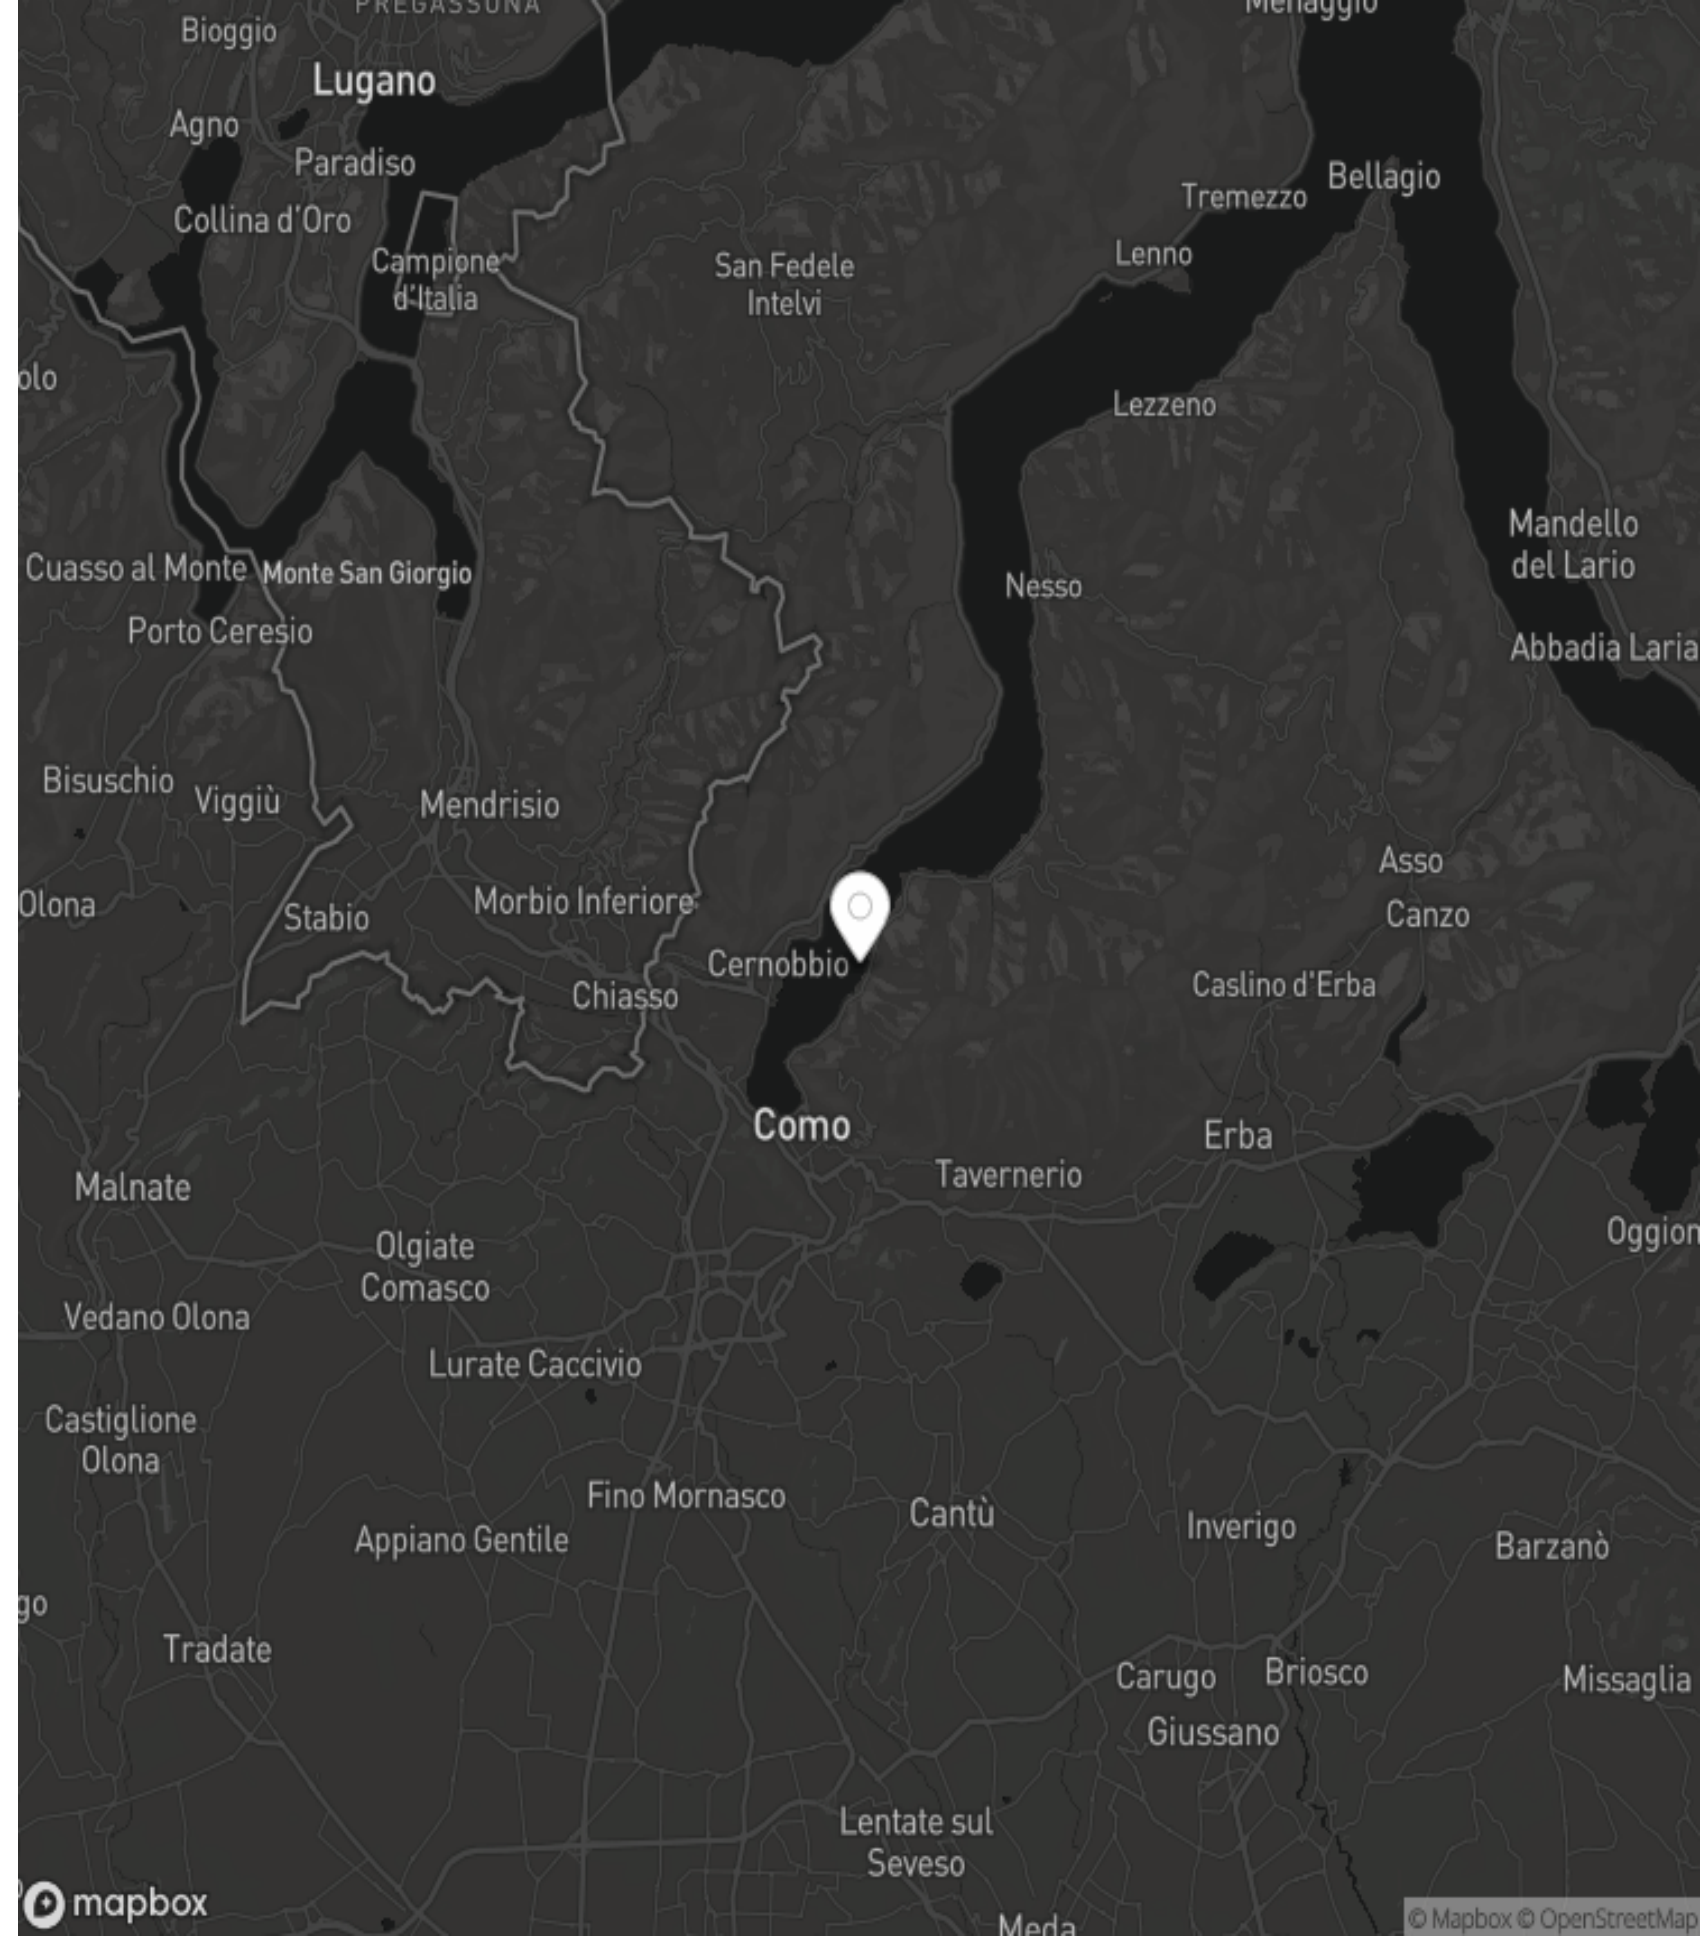 PREGASSONA
Menaggio
Bioggio
Lugano
Agno
Paradiso
Bellagio
Tremezzo
Collina d'Oro
Lenno
Campione
d'Italia
San Fedele
Intelvi
olo
Lezzeno
Mandello
del Lario
Cuasso al Monte
Monte San Giorgio
Nesso
Porto Ceresio
Abbadia Laria
Bisuschio
Viggiù
Mendrisio
Asso
Olona
Stabio
Morbio Inferiore
Canzo
Cernobbio
Caslino d'Erba
Chiasso
Como
Erba
Tavernerio
Malnate
Oggion
Olgiate
Comasco
Vedano Olona
Lurate Caccivio
Castiglione
Olona
Fino Mornasco
Cantù
Inverigo
Appiano Gentile
Barzanò
go
Tradate
Carugo
Briosco
Missaglia
Giussano
Lentate sul
Seveso
mapbox
Meda
© Mapbox © OpenStreetMap